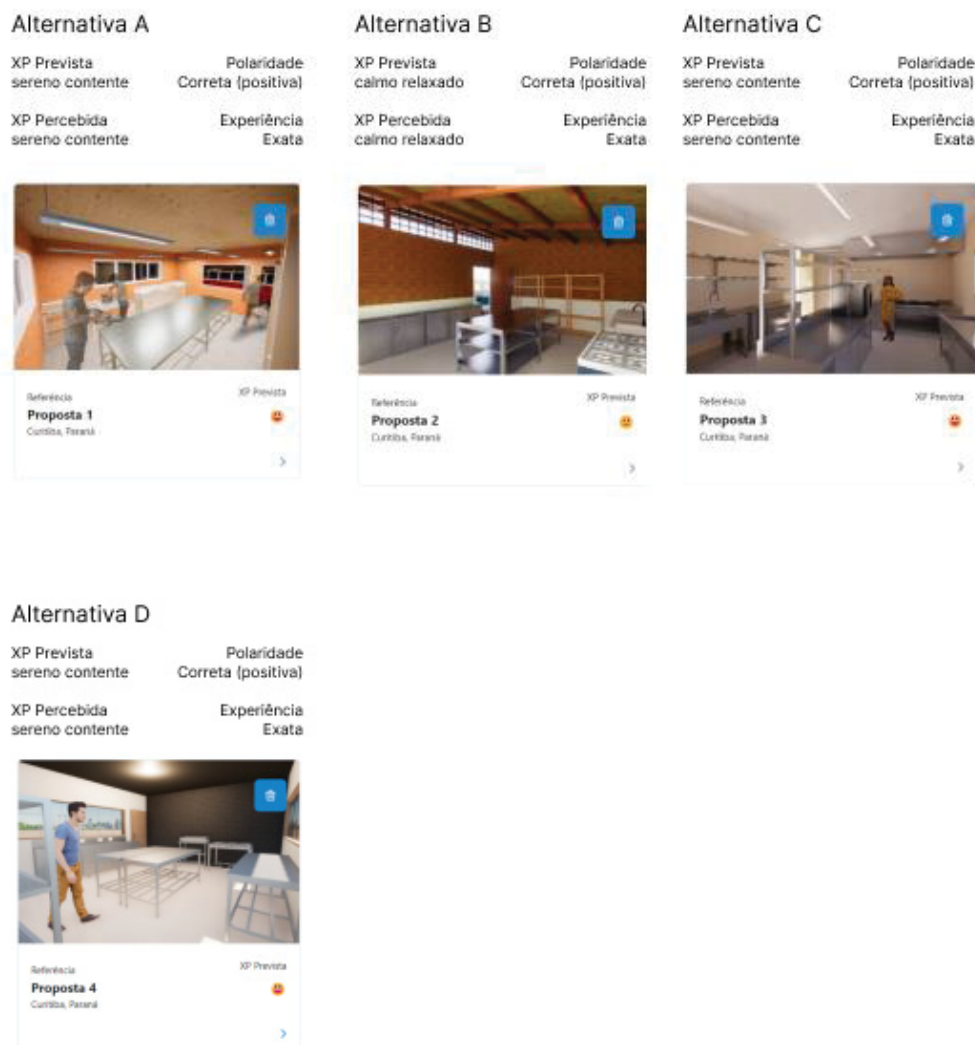 Alternativa A
XP Prevista
sereno contente
Polaridade
Correta (positiva)
XP Percebida
sereno contente
Experiência
Exata
Referência
Proposta 1
Curitiba, Paraná
XP Prevista
Alternativa B
XP Prevista
calmo relaxado
Polaridade
Correta (positiva)
XP Percebida
calmo relaxado
Experiência
Exata
Referência
Proposta 2
Curitiba, Paraná
XP Prevista
Alternativa C
XP Prevista
sereno contente
Polaridade
Correta (positiva)
XP Percebida
sereno contente
Experiência
Exata
Referência
Proposta 3
Curitiba, Paraná
XP Prevista
Alternativa D
XP Prevista
sereno contente
Polaridade
Correta (positiva)
XP Percebida
sereno contente
Experiência
Exata
Referência
Proposta 4
Curitiba, Paraná
XP Prevista